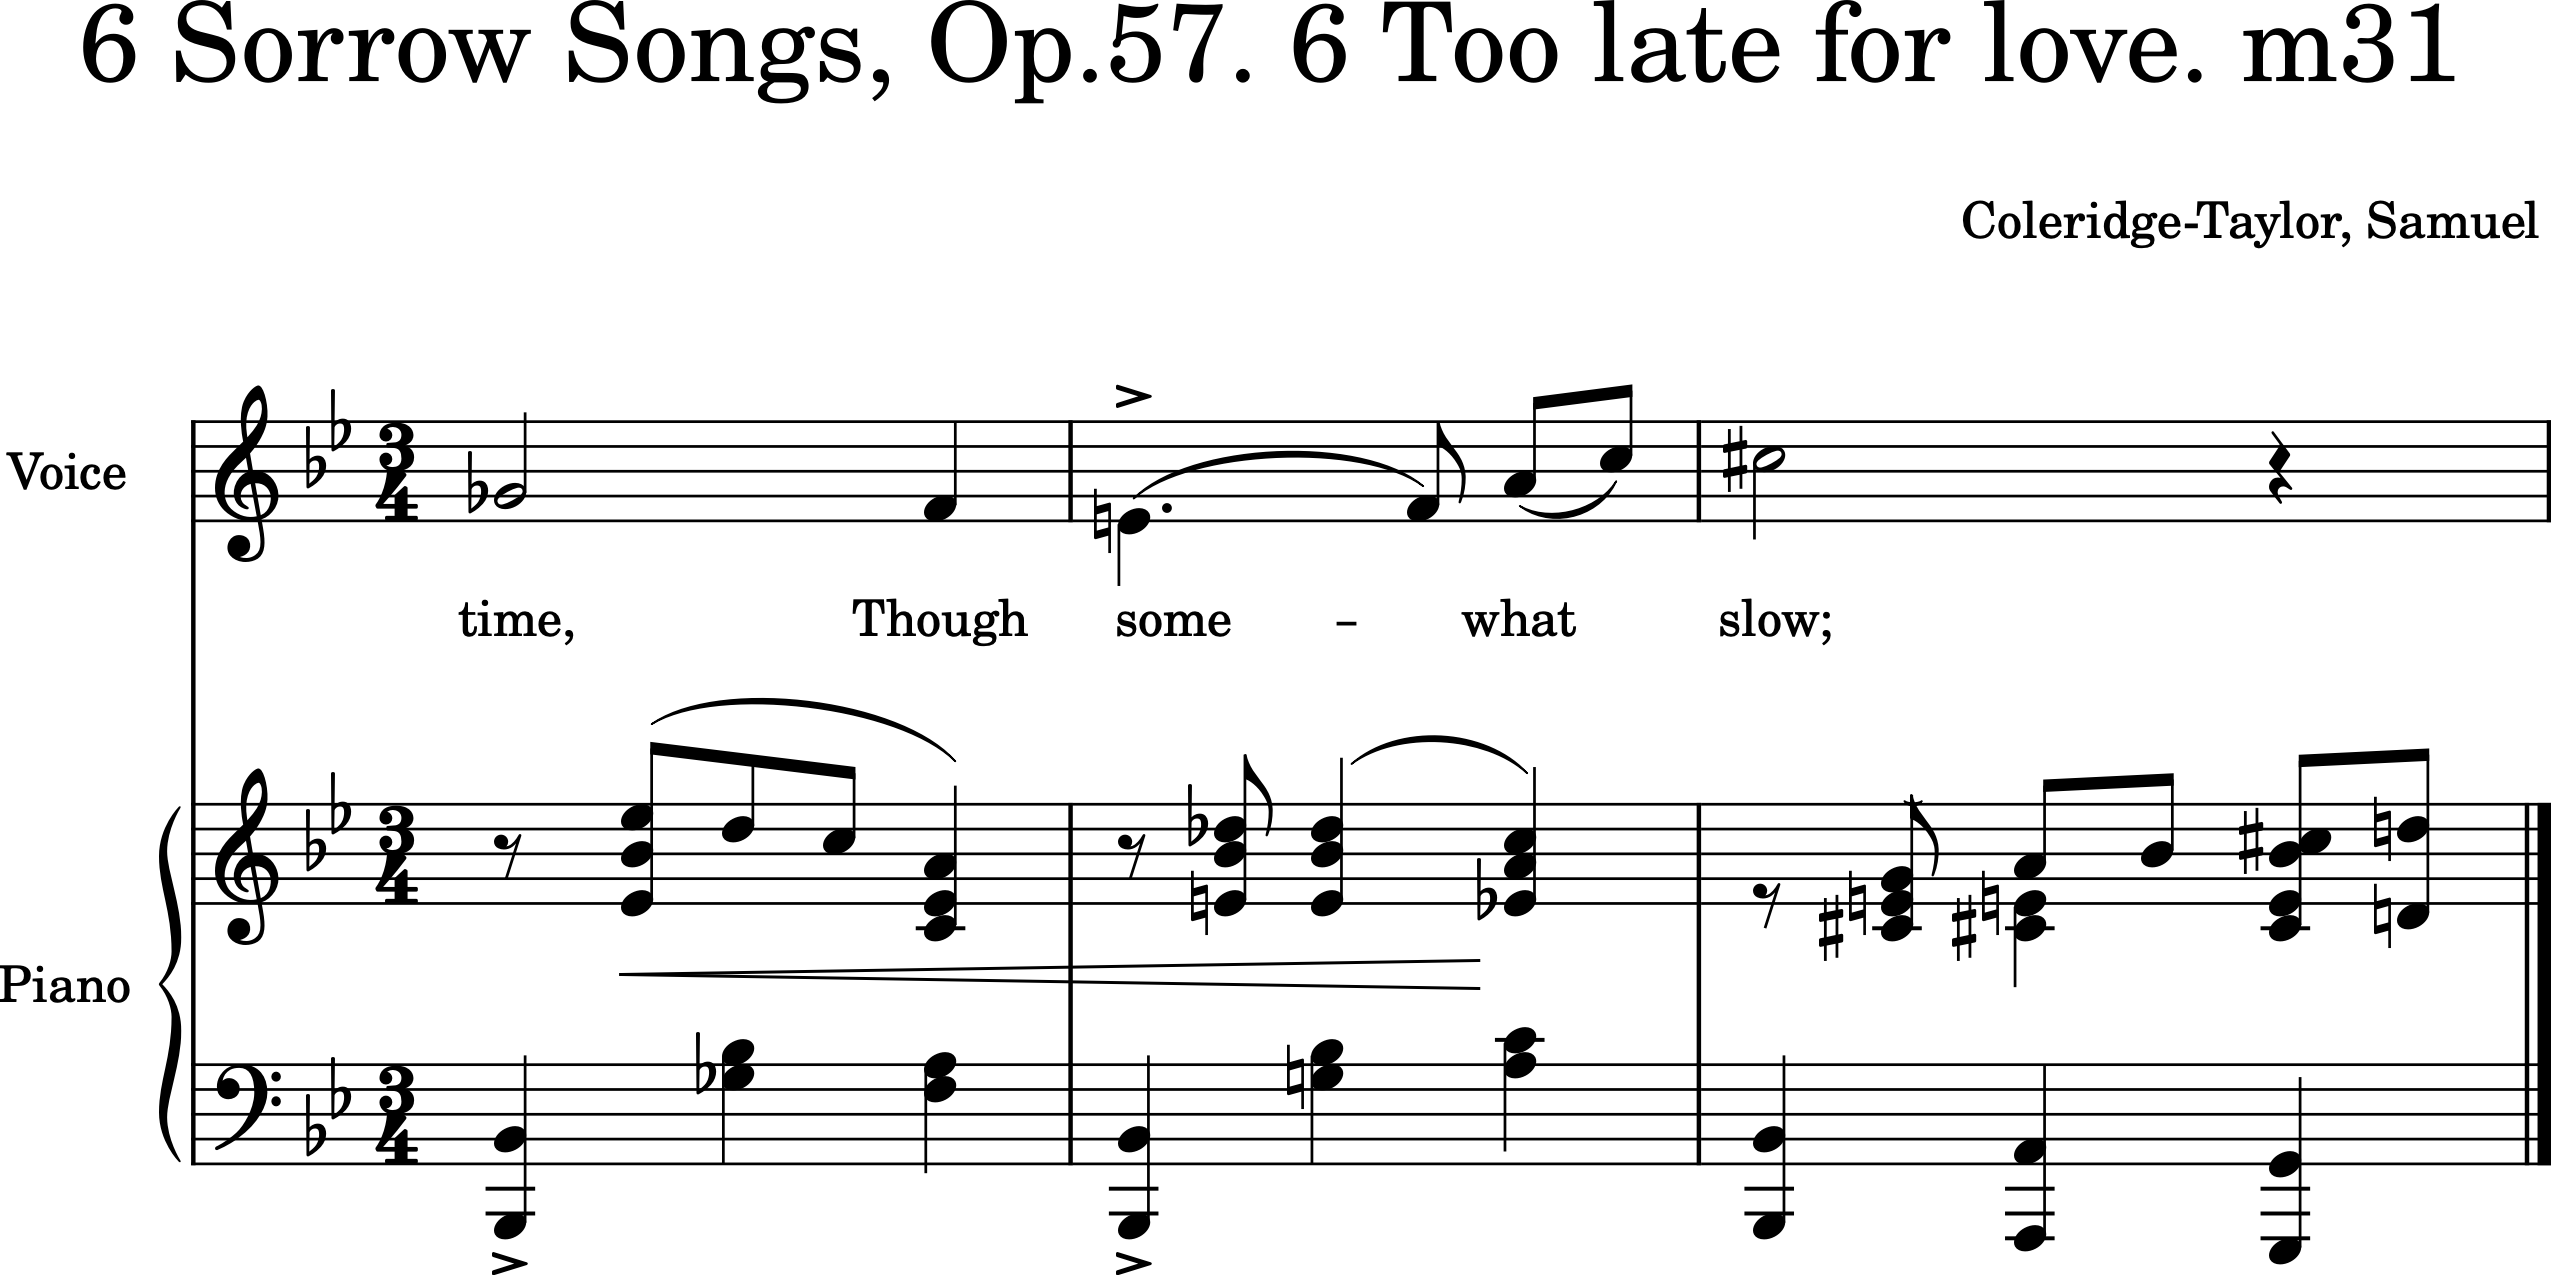 6 Sorrow Songs, Op.57. 6 Too late for love. m31
Coleridge-Taylor, Samuel
Voice
time, Though some – what slow;
Piano